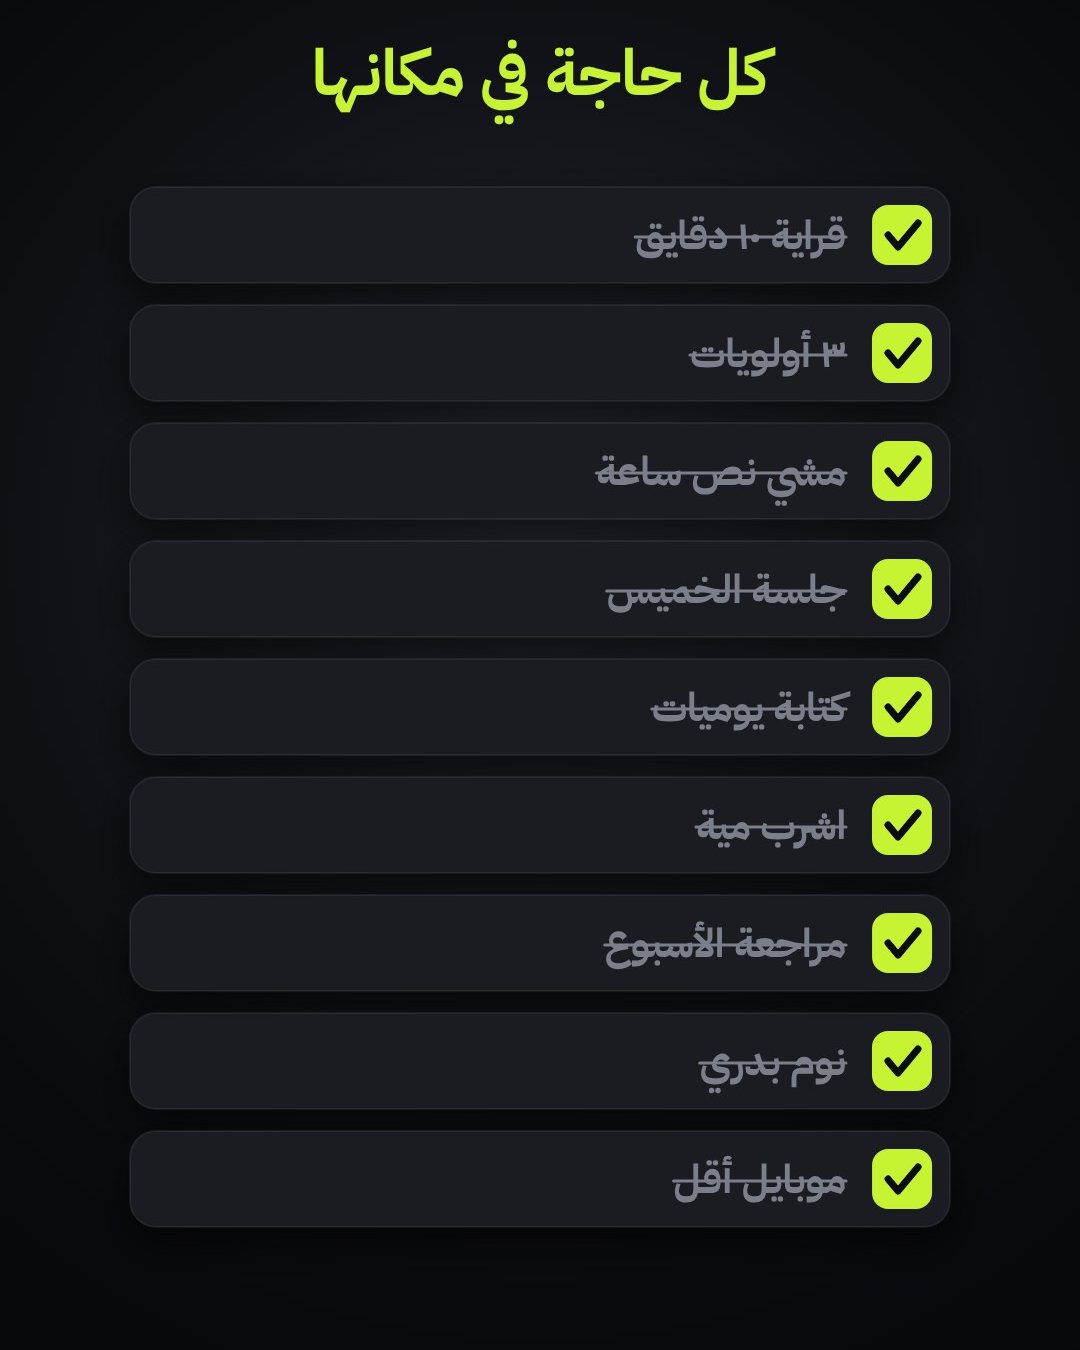 كل حاجة في مكانها
قراية ١٠ دقايق
٣ أولويات
مشي نص ساعة
جلسة الخميس
كتابة يوميات
اشرب مية
مراجعة الأسبوع
نوم بدري
موبايل أقل